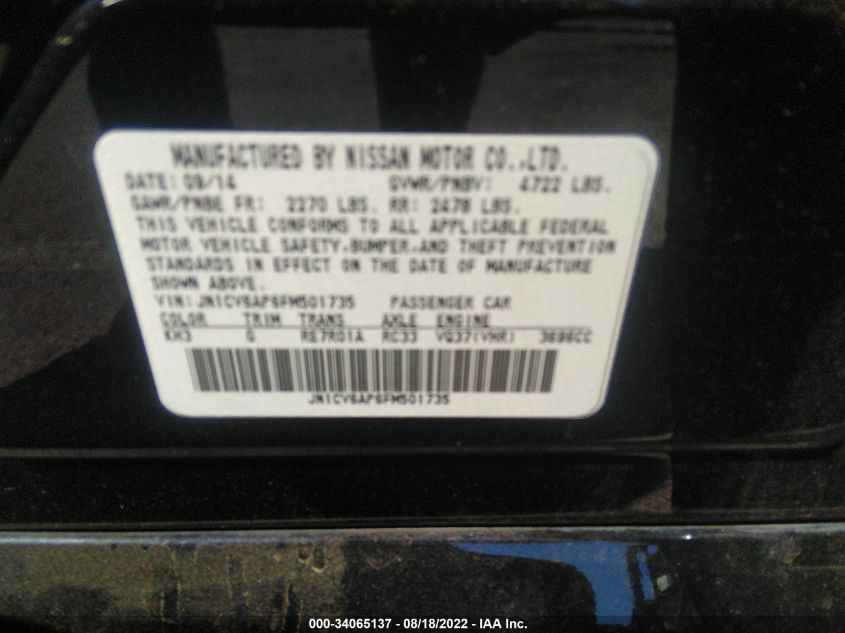 MANUFACTURED BY NISSAN MOTOR CO.,LTD.
DATE: 09/14 GVWR/PNBV: 4722 LBS.
GAWR/PNBE FR: 2270 LBS. RR: 2478 LBS.
THIS VEHICLE CONFORMS TO ALL APPLICABLE FEDERAL
MOTOR VEHICLE SAFETY,BUMPER,AND THEFT PREVENTION
STANDARDS IN EFFECT ON THE DATE OF MANUFACTURE
SHOWN ABOVE.
VIN:JN1CV6AP6FM501735 PASSENGER CAR
COLOR TRIM TRANS AXLE ENGINE
KH3 G RE7R01A RC33 VQ37(VHR) 3696CC
JN1CV6AP6FM501735
000-34065137 - 08/18/2022 - IAA Inc.